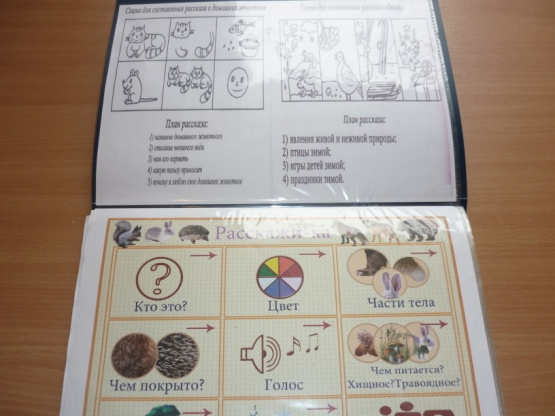 Схема для составления рассказа о домашнем животном
Схема для составления рассказа «Зима»
План рассказа:
1) название домашнего животного
2) описание внешнего вида
3) чем его кормить
4) какую пользу приносит
5) почему я люблю свое домашнее животное
План рассказа:
1) явления живой и неживой природы;
2) птицы зимой;
3) игры детей зимой;
4) праздники зимой.
Расскажи-ка
Кто это?
Цвет
Части тела
Чем покрыто?
Голос
Чем питается?
Хищное?Травоядное?